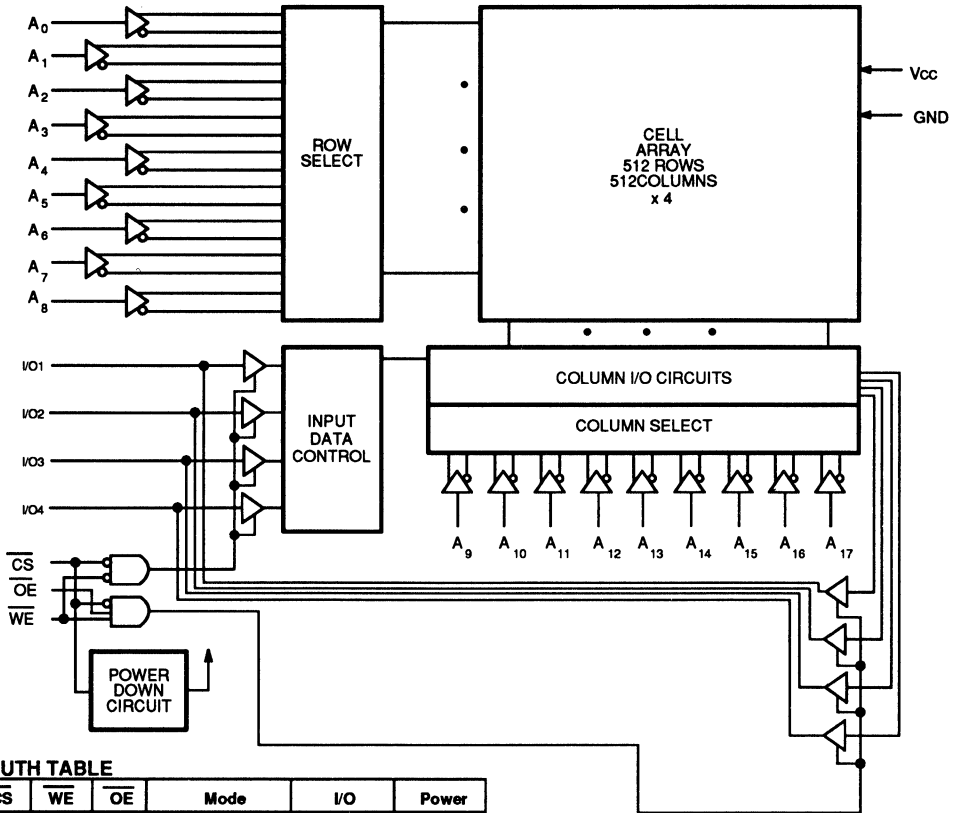 A0
A1
A2
A3
A4
A5
A6
A7
A8
ROW
SELECT
CELL
ARRAY
512 ROWS
512COLUMNS
x 4
Vcc
GND
I/O1
I/O2
I/O3
I/O4
INPUT
DATA
CONTROL
COLUMN I/O CIRCUITS
COLUMN SELECT
A9 A10 A11 A12 A13 A14 A15 A16 A17
CS
OE
WE
POWER
DOWN
CIRCUIT
UTH TABLE
CS WE OE Mode I/O Power